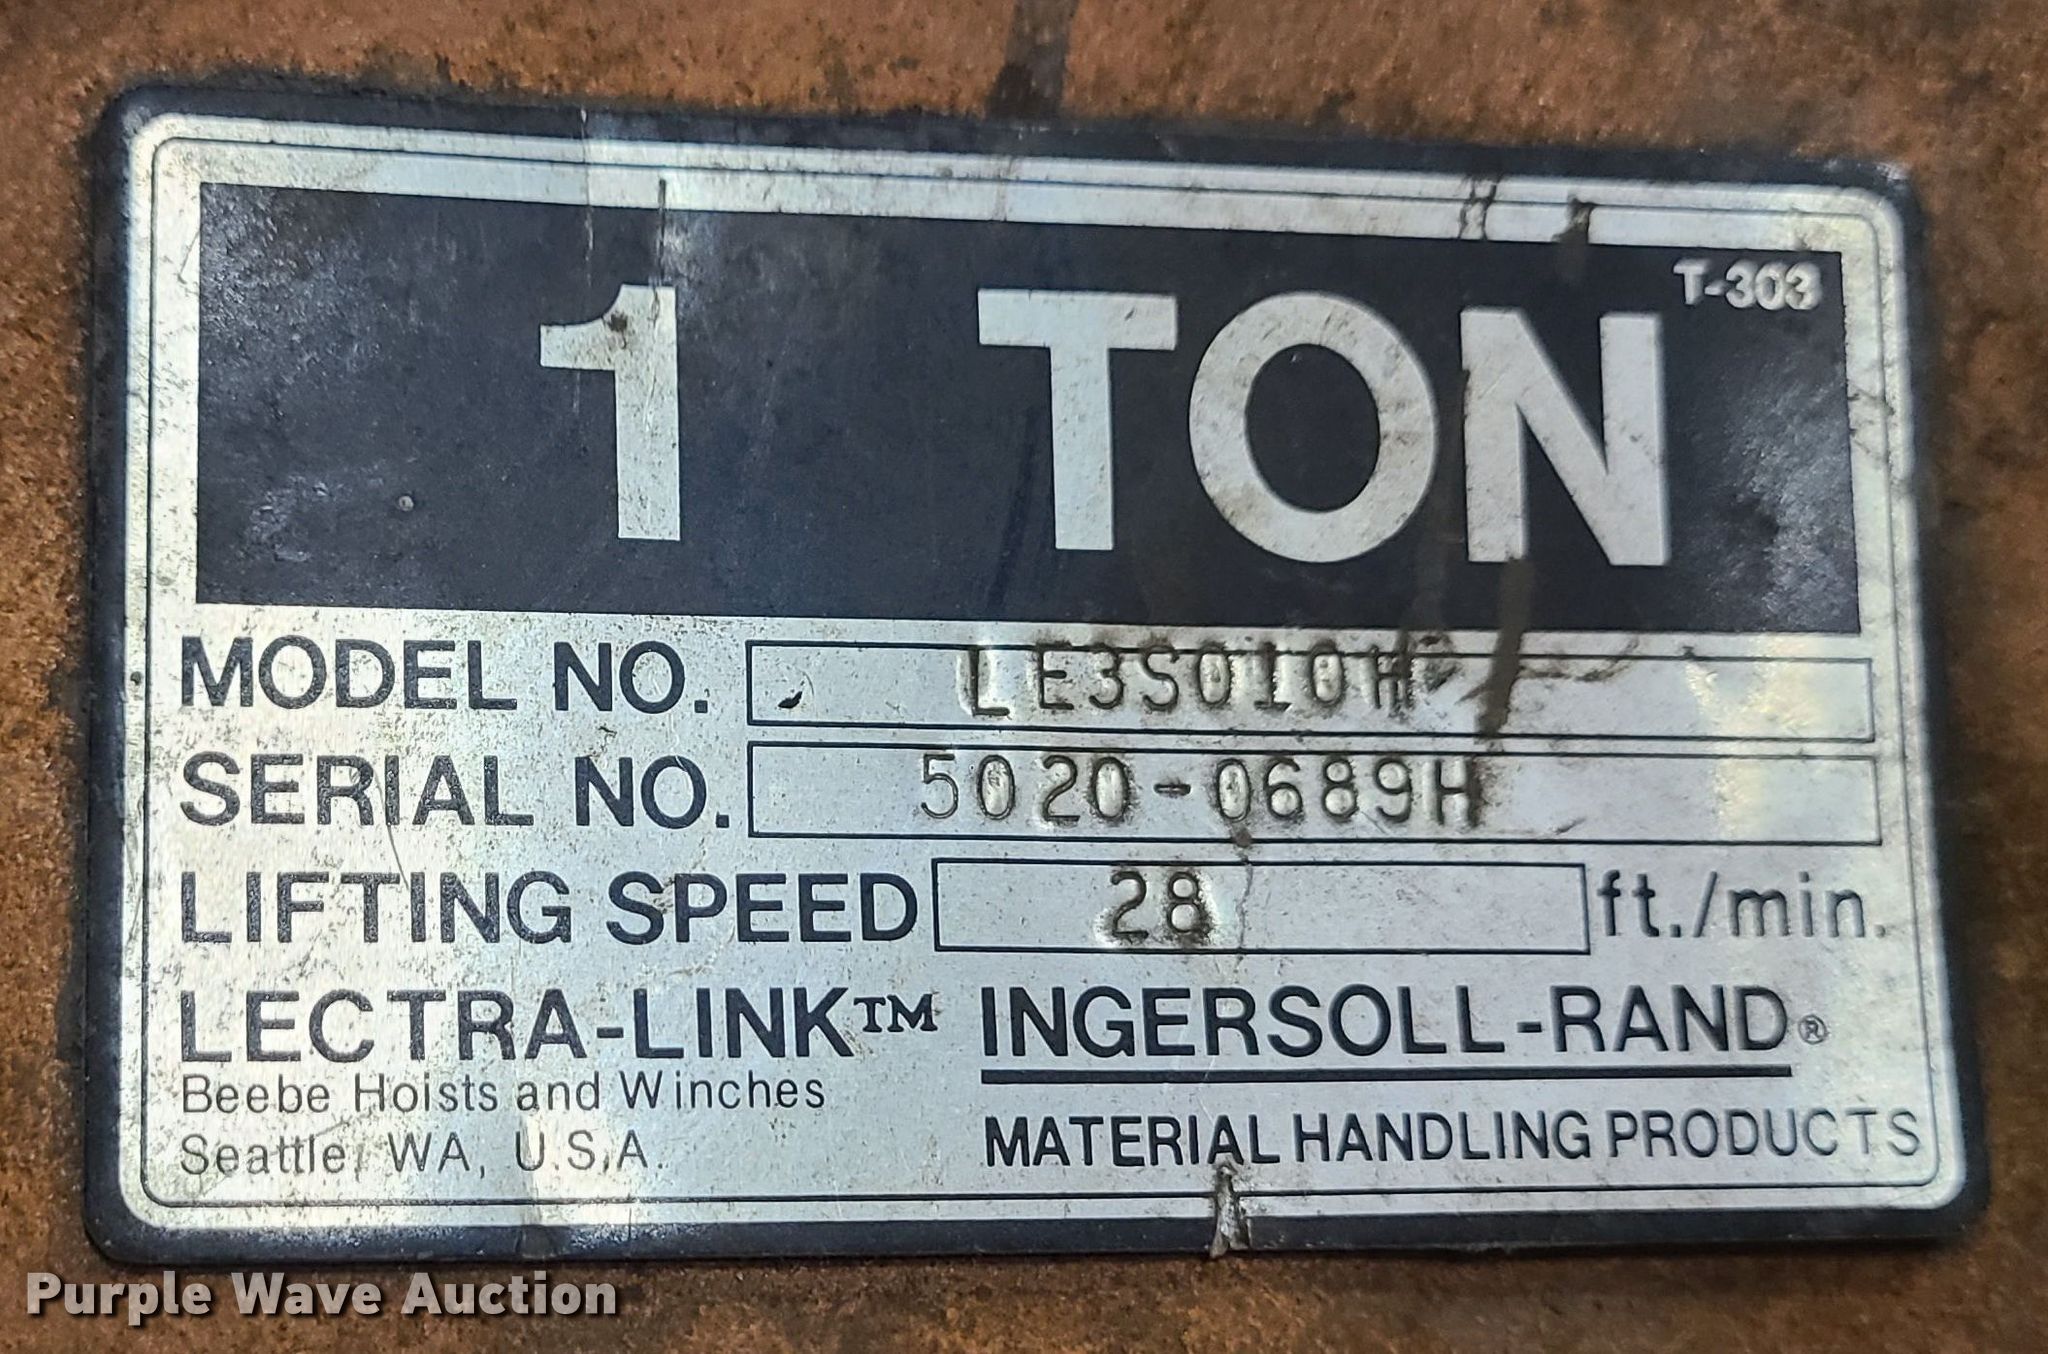 T-303
1 TON
MODEL NO. LE3S010H
SERIAL NO. 5020-0689H
LIFTING SPEED 28 ft./min.
LECTRA-LINK™ INGERSOLL-RAND®
Beebe Hoists and Winches
Seattle, WA, U.S.A. MATERIAL HANDLING PRODUCTS
Purple Wave Auction